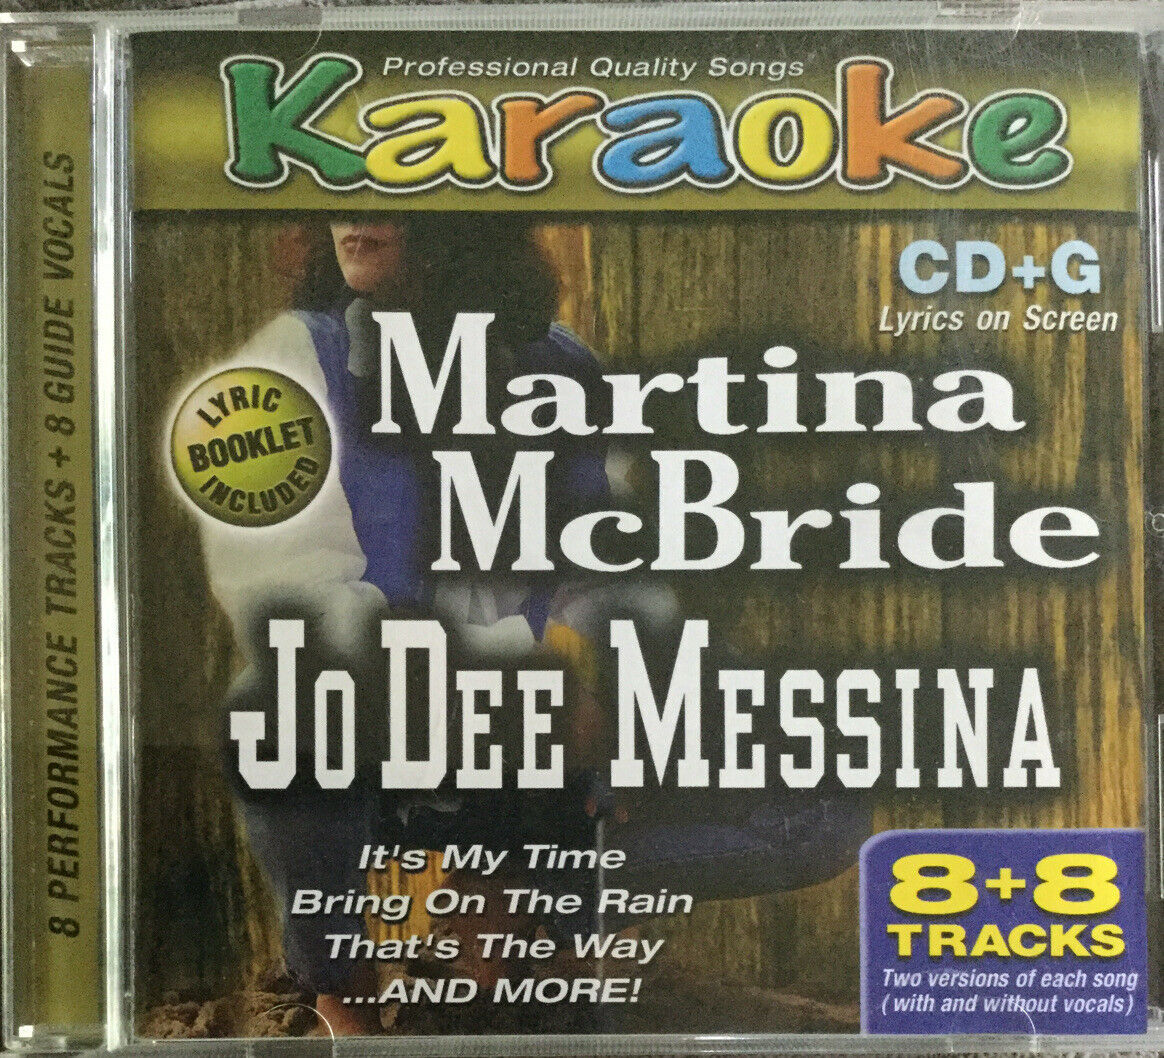 8 PERFORMANCE TRACKS + 8 GUIDE VOCALS
Professional Quality Songs
Karaoke
CD+G
Lyrics on Screen
LYRIC
BOOKLET
INCLUDED
Martina
McBride
JO DEE MESSINA
It's My Time
Bring On The Rain
That's The Way
...AND MORE!
8+8
TRACKS
Two versions of each song
(with and without vocals)